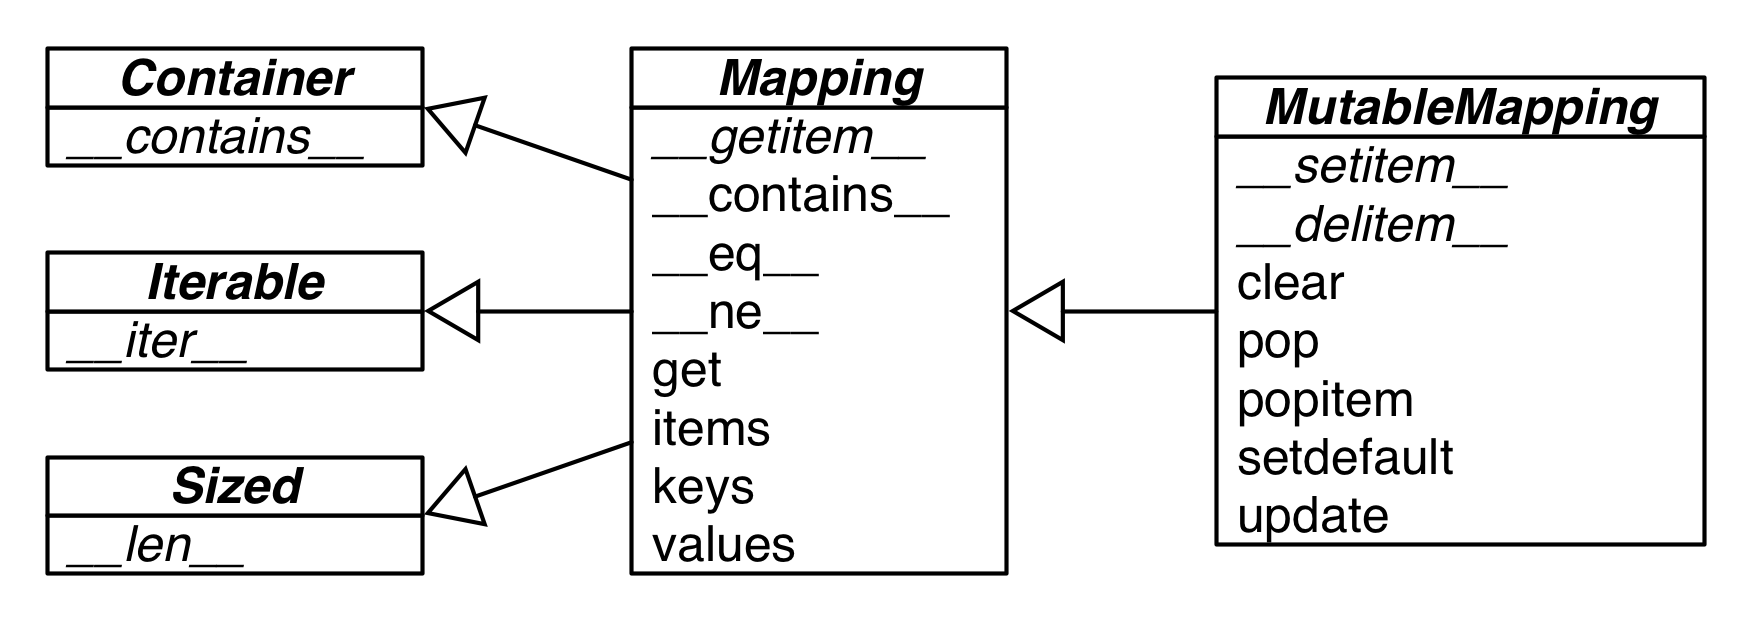 Container
__contains__
Iterable
__iter__
Sized
__len__
Mapping
__getitem__
__contains__
__eq__
__ne__
get
items
keys
values
MutableMapping
__setitem__
__delitem__
clear
pop
popitem
setdefault
update